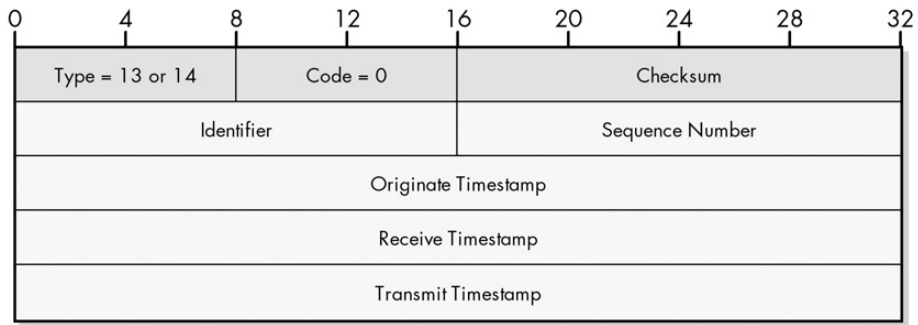 0 4 8 12 16 20 24 28 32
Type = 13 or 14 Code = 0 Checksum
Identifier Sequence Number
Originate Timestamp
Receive Timestamp
Transmit Timestamp